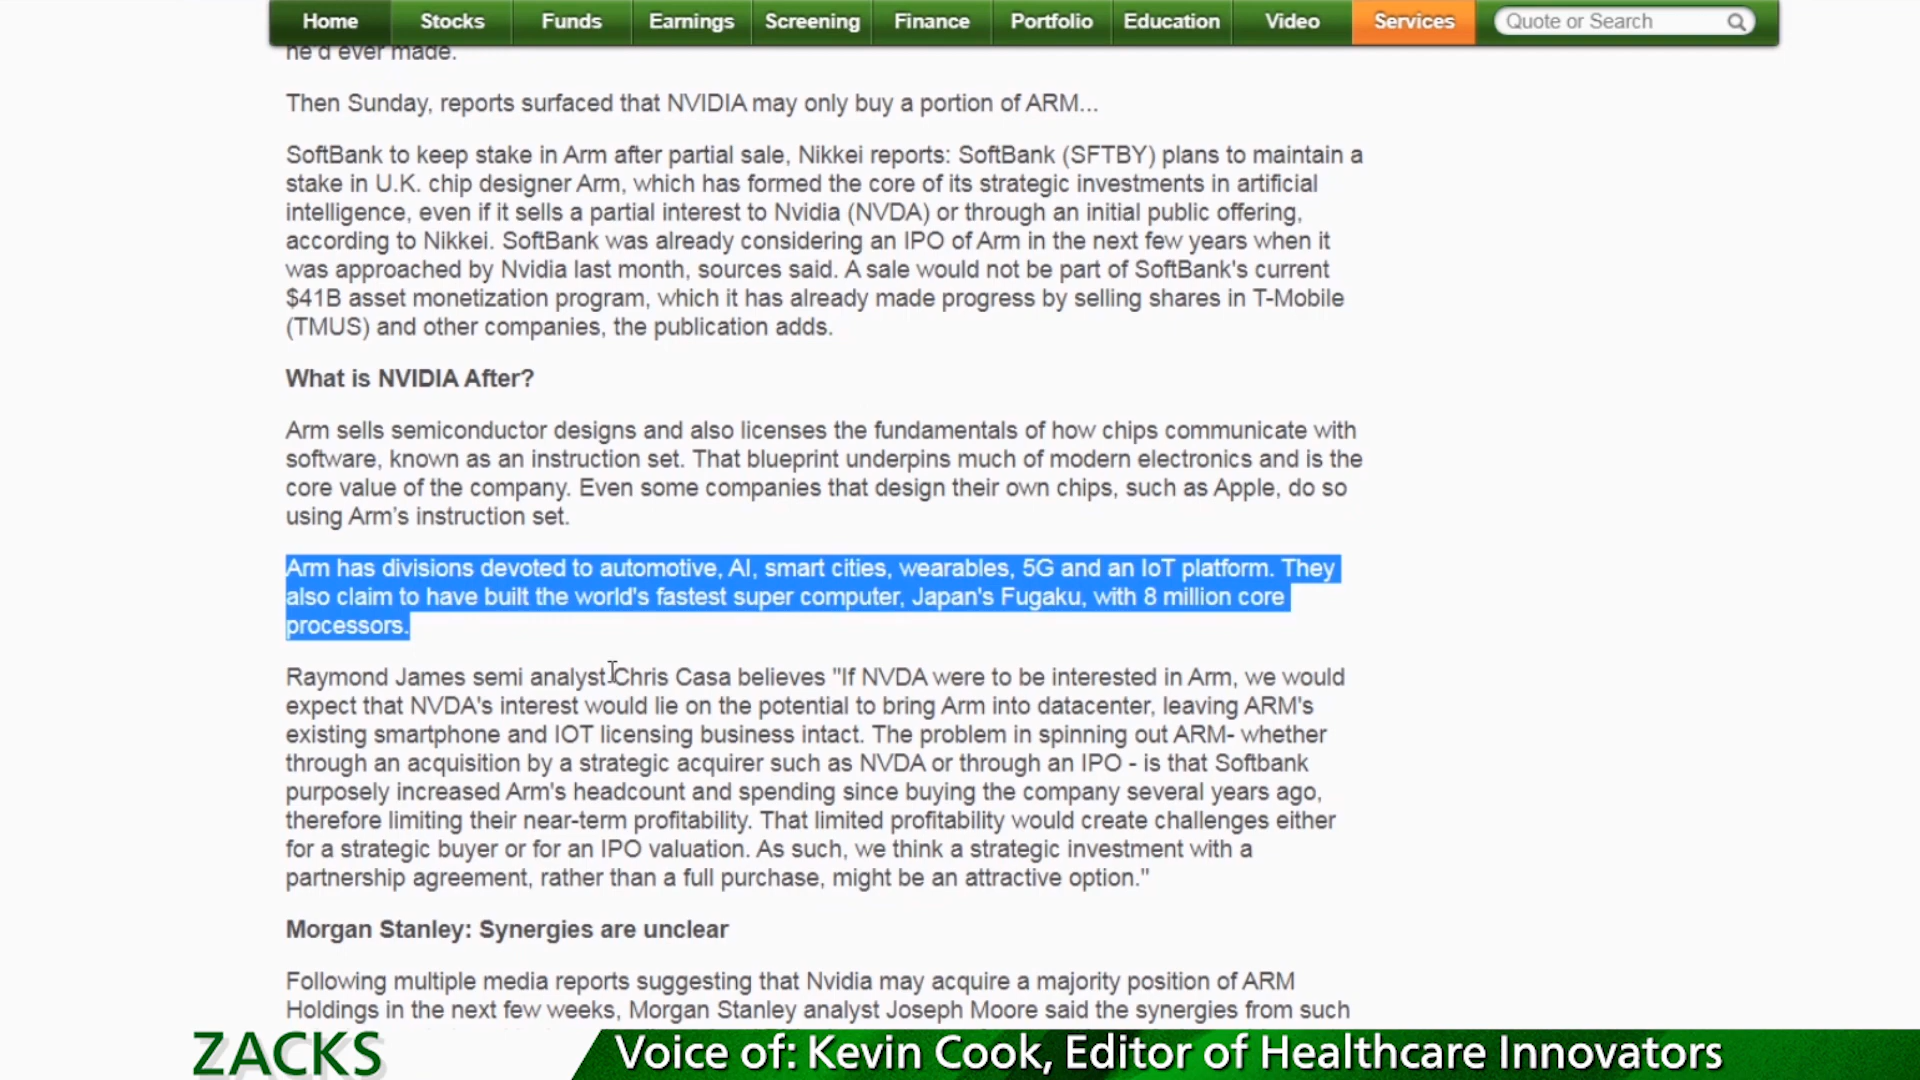 Home Stocks Funds Earnings Screening Finance Portfolio Education Video Services Quote or Search
he'd ever made.
Then Sunday, reports surfaced that NVIDIA may only buy a portion of ARM...
SoftBank to keep stake in Arm after partial sale, Nikkei reports: SoftBank (SFTBY) plans to maintain a
stake in U.K. chip designer Arm, which has formed the core of its strategic investments in artificial
intelligence, even if it sells a partial interest to Nvidia (NVDA) or through an initial public offering,
according to Nikkei. SoftBank was already considering an IPO of Arm in the next few years when it
was approached by Nvidia last month, sources said. A sale would not be part of SoftBank's current
$41B asset monetization program, which it has already made progress by selling shares in T-Mobile
(TMUS) and other companies, the publication adds.
What is NVIDIA After?
Arm sells semiconductor designs and also licenses the fundamentals of how chips communicate with
software, known as an instruction set. That blueprint underpins much of modern electronics and is the
core value of the company. Even some companies that design their own chips, such as Apple, do so
using Arm's instruction set.
Arm has divisions devoted to automotive, AI, smart cities, wearables, 5G and an IoT platform. They
also claim to have built the world's fastest super computer, Japan's Fugaku, with 8 million core
processors.
Raymond James semi analyst Chris Casa believes "If NVDA were to be interested in Arm, we would
expect that NVDA's interest would lie on the potential to bring Arm into datacenter, leaving ARM's
existing smartphone and IOT licensing business intact. The problem in spinning out ARM- whether
through an acquisition by a strategic acquirer such as NVDA or through an IPO - is that Softbank
purposely increased Arm's headcount and spending since buying the company several years ago,
therefore limiting their near-term profitability. That limited profitability would create challenges either
for a strategic buyer or for an IPO valuation. As such, we think a strategic investment with a
partnership agreement, rather than a full purchase, might be an attractive option."
Morgan Stanley: Synergies are unclear
Following multiple media reports suggesting that Nvidia may acquire a majority position of ARM
Holdings in the next few weeks, Morgan Stanley analyst Joseph Moore said the synergies from such
ZACKS Voice of: Kevin Cook, Editor of Healthcare Innovators